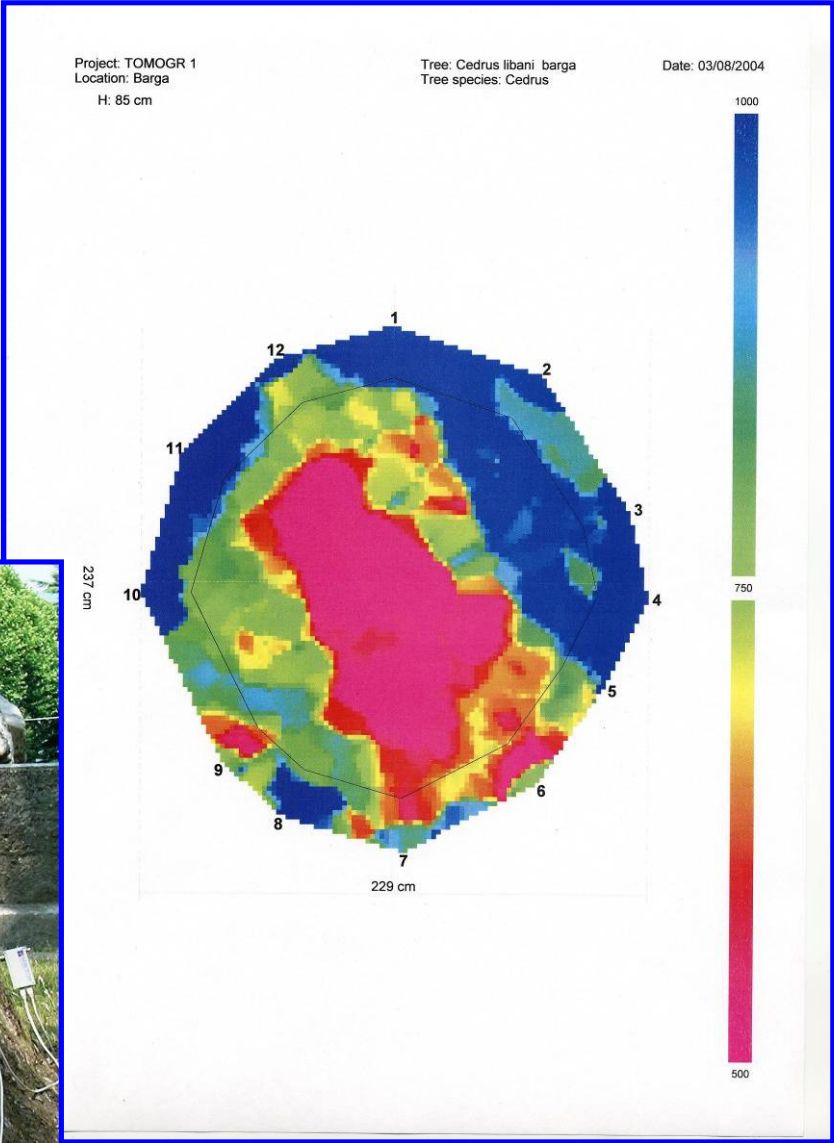 Project: TOMOGR 1
Location: Barga
H: 85 cm
Tree: Cedrus libani barga
Tree species: Cedrus
Date: 03/08/2004
1000
1
12
2
11
3
237 cm
10
750
4
5
9
6
8
7
229 cm
500